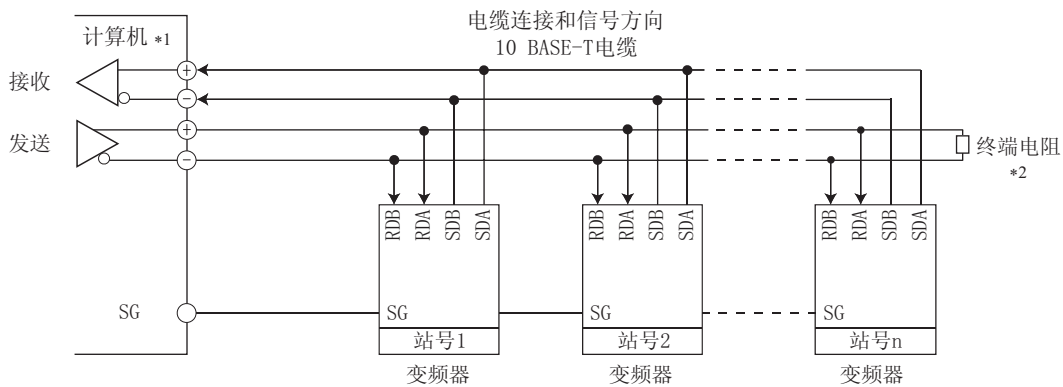 电缆连接和信号方向
10 BASE-T电缆
计算机 *1
接收
+
−
发送
+
−
终端电阻
*2
RDB RDA SDB SDA
RDB RDA SDB SDA
RDB RDA SDB SDA
SG
SG
SG
SG
站号1
站号2
站号n
变频器
变频器
变频器